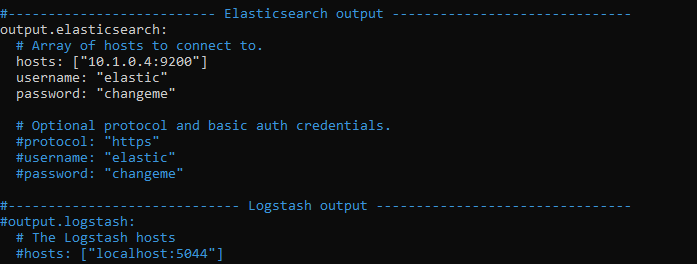 #-------------------------- Elasticsearch output ------------------------------
output.elasticsearch:
  # Array of hosts to connect to.
  hosts: ["10.1.0.4:9200"]
  username: "elastic"
  password: "changeme"

  # Optional protocol and basic auth credentials.
  #protocol: "https"
  #username: "elastic"
  #password: "changeme"

#----------------------------- Logstash output --------------------------------
#output.logstash:
  # The Logstash hosts
  #hosts: ["localhost:5044"]